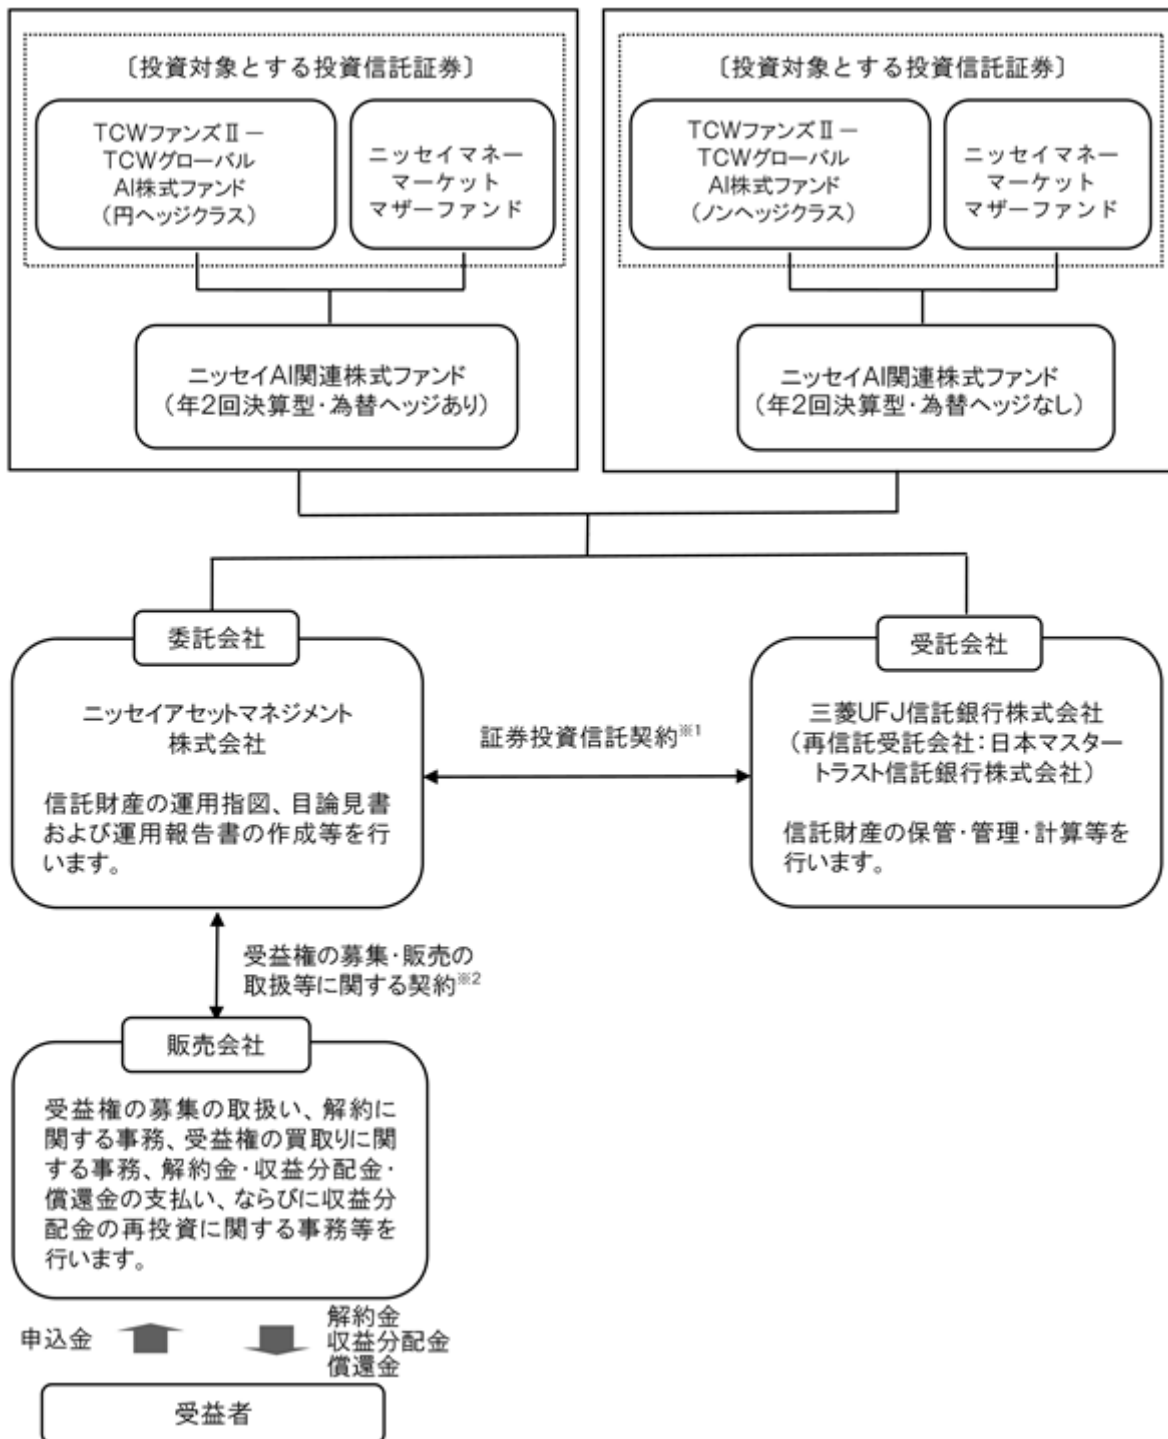 〔投資対象とする投資信託証券〕
TCWファンズⅡ－
TCWグローバル
AI株式ファンド
（円ヘッジクラス）
ニッセイマネー
マーケット
マザーファンド
ニッセイAI関連株式ファンド
（年2回決算型・為替ヘッジあり）
〔投資対象とする投資信託証券〕
TCWファンズⅡ－
TCWグローバル
AI株式ファンド
（ノンヘッジクラス）
ニッセイマネー
マーケット
マザーファンド
ニッセイAI関連株式ファンド
（年2回決算型・為替ヘッジなし）
委託会社
ニッセイアセットマネジメント
株式会社
信託財産の運用指図、目論見書
および運用報告書の作成等を行
います。
証券投資信託契約※1
受託会社
三菱UFJ信託銀行株式会社
（再信託受託会社：日本マスター
トラスト信託銀行株式会社）
信託財産の保管・管理・計算等を
行います。
受益権の募集・販売の
取扱等に関する契約※2
販売会社
受益権の募集の取扱い、解約に
関する事務、受益権の買取りに関
する事務、解約金・収益分配金・
償還金の支払い、ならびに収益分
配金の再投資に関する事務等を
行います。
申込金
解約金
収益分配金
償還金
受益者